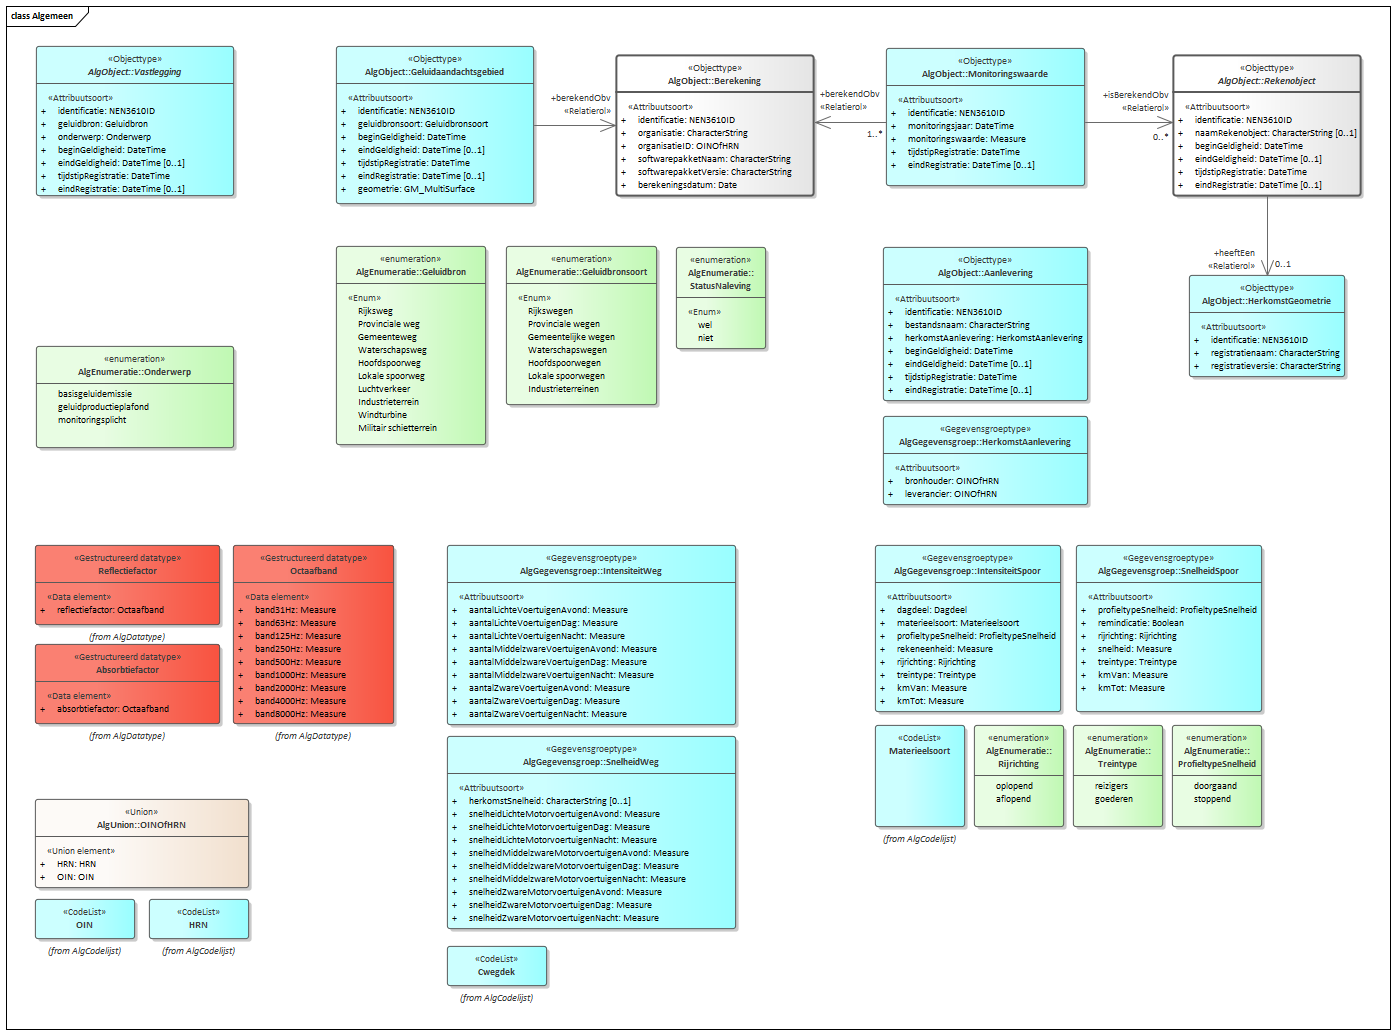 class Algemeen
«Objecttype»
AlgObject::Vastlegging
«Attribuutsoort»
+ identificatie: NEN3610ID
+ geluidbron: Geluidbron
+ onderwerp: Onderwerp
+ beginGeldigheid: DateTime
+ eindGeldigheid: DateTime [0..1]
+ tijdstipRegistratie: DateTime
+ eindRegistratie: DateTime [0..1]
«Objecttype»
AlgObject::Geluidaandachtsgebied
«Attribuutsoort»
+ identificatie: NEN3610ID
+ geluidbronsoort: Geluidbronsoort
+ beginGeldigheid: DateTime
+ eindGeldigheid: DateTime [0..1]
+ tijdstipRegistratie: DateTime
+ eindRegistratie: DateTime [0..1]
+ geometrie: GM_MultiSurface
+berekendObv
«Relatierol»
«Objecttype»
AlgObject::Berekening
«Attribuutsoort»
+ identificatie: NEN3610ID
+ organisatie: CharacterString
+ organisatieID: OINOfHRN
+ softwarepakketNaam: CharacterString
+ softwarepakketVersie: CharacterString
+ berekeningsdatum: Date
+berekendObv
«Relatierol»
1..*
«Objecttype»
AlgObject::Monitoringswaarde
«Attribuutsoort»
+ identificatie: NEN3610ID
+ monitoringsjaar: DateTime
+ monitoringswaarde: Measure
+ tijdstipRegistratie: DateTime
+ eindRegistratie: DateTime [0..1]
+isBerekendObv
«Relatierol»
0..*
«Objecttype»
AlgObject::Rekenobject
«Attribuutsoort»
+ identificatie: NEN3610ID
+ naamRekenobject: CharacterString [0..1]
+ beginGeldigheid: DateTime
+ eindGeldigheid: DateTime [0..1]
+ tijdstipRegistratie: DateTime
+ eindRegistratie: DateTime [0..1]
+heeftEen
«Relatierol»
0..1
«Objecttype»
AlgObject::HerkomstGeometrie
«Attribuutsoort»
+ identificatie: NEN3610ID
+ registratienaam: CharacterString
+ registratieversie: CharacterString
«enumeration»
AlgEnumeratie::Geluidbron
«Enum»
Rijksweg
Provinciale weg
Gemeenteweg
Waterschapsweg
Hoofdspoorweg
Lokale spoorweg
Luchtverkeer
Industrieterrein
Windturbine
Militair schietterrein
«enumeration»
AlgEnumeratie::Geluidbronsoort
«Enum»
Rijkswegen
Provinciale wegen
Gemeentelijke wegen
Waterschapswegen
Hoofdspoorwegen
Lokale spoorwegen
Industrieterreinen
«enumeration»
AlgEnumeratie::
StatusNaleving
«Enum»
wel
niet
«Objecttype»
AlgObject::Aanlevering
«Attribuutsoort»
+ identificatie: NEN3610ID
+ bestandsnaam: CharacterString
+ herkomstAanlevering: HerkomstAanlevering
+ beginGeldigheid: DateTime
+ eindGeldigheid: DateTime [0..1]
+ tijdstipRegistratie: DateTime
+ eindRegistratie: DateTime [0..1]
«enumeration»
AlgEnumeratie::Onderwerp
basisgeluidemissie
geluidproductieplafond
monitoringsplicht
«Gegevensgroeptype»
AlgGegevensgroep::HerkomstAanlevering
«Attribuutsoort»
+ bronhouder: OINOfHRN
+ leverancier: OINOfHRN
«Gestructureerd datatype»
Reflectiefactor
«Data element»
+ reflectiefactor: Octaafband
(from AlgDatatype)
«Gestructureerd datatype»
Absorbtiefactor
«Data element»
+ absorbtiefactor: Octaafband
(from AlgDatatype)
«Gestructureerd datatype»
Octaafband
«Data element»
+ band31Hz: Measure
+ band63Hz: Measure
+ band125Hz: Measure
+ band250Hz: Measure
+ band500Hz: Measure
+ band1000Hz: Measure
+ band2000Hz: Measure
+ band4000Hz: Measure
+ band8000Hz: Measure
(from AlgDatatype)
«Gegevensgroeptype»
AlgGegevensgroep::IntensiteitWeg
«Attribuutsoort»
+ aantalLichteVoertuigenAvond: Measure
+ aantalLichteVoertuigenDag: Measure
+ aantalLichteVoertuigenNacht: Measure
+ aantalMiddelzwareVoertuigenAvond: Measure
+ aantalMiddelzwareVoertuigenDag: Measure
+ aantalMiddelzwareVoertuigenNacht: Measure
+ aantalZwareVoertuigenAvond: Measure
+ aantalZwareVoertuigenDag: Measure
+ aantalZwareVoertuigenNacht: Measure
«Gegevensgroeptype»
AlgGegevensgroep::IntensiteitSpoor
«Attribuutsoort»
+ dagdeel: Dagdeel
+ materieelsoort: Materieelsoort
+ profieltypeSnelheid: ProfieltypeSnelheid
+ rekeneenheid: Measure
+ rijrichting: Rijrichting
+ treintype: Treintype
+ kmVan: Measure
+ kmTot: Measure
«Gegevensgroeptype»
AlgGegevensgroep::SnelheidSpoor
«Attribuutsoort»
+ profieltypeSnelheid: ProfieltypeSnelheid
+ remindicatie: Boolean
+ rijrichting: Rijrichting
+ snelheid: Measure
+ treintype: Treintype
+ kmVan: Measure
+ kmTot: Measure
«Gegevensgroeptype»
AlgGegevensgroep::SnelheidWeg
«Attribuutsoort»
+ herkomstSnelheid: CharacterString [0..1]
+ snelheidLichteMotorvoertuigenAvond: Measure
+ snelheidLichteMotorvoertuigenDag: Measure
+ snelheidLichteMotorvoertuigenNacht: Measure
+ snelheidMiddelzwareMotorvoertuigenAvond: Measure
+ snelheidMiddelzwareMotorvoertuigenDag: Measure
+ snelheidMiddelzwareMotorvoertuigenNacht: Measure
+ snelheidZwareMotorvoertuigenAvond: Measure
+ snelheidZwareMotorvoertuigenDag: Measure
+ snelheidZwareMotorvoertuigenNacht: Measure
«CodeList»
Materieelsoort
(from AlgCodelijst)
«enumeration»
AlgEnumeratie::
Rijrichting
oplopend
aflopend
«enumeration»
AlgEnumeratie::
Treintype
reizigers
goederen
«enumeration»
AlgEnumeratie::
ProfieltypeSnelheid
doorgaand
stoppend
«Union»
AlgUnion::OINOfHRN
«Union element»
+ HRN: HRN
+ OIN: OIN
«CodeList»
OIN
(from AlgCodelijst)
«CodeList»
HRN
(from AlgCodelijst)
«CodeList»
Cwegdek
(from AlgCodelijst)